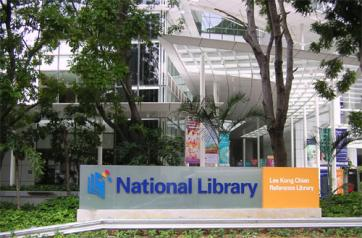 National Library
Lee Kong Chian
Reference Library